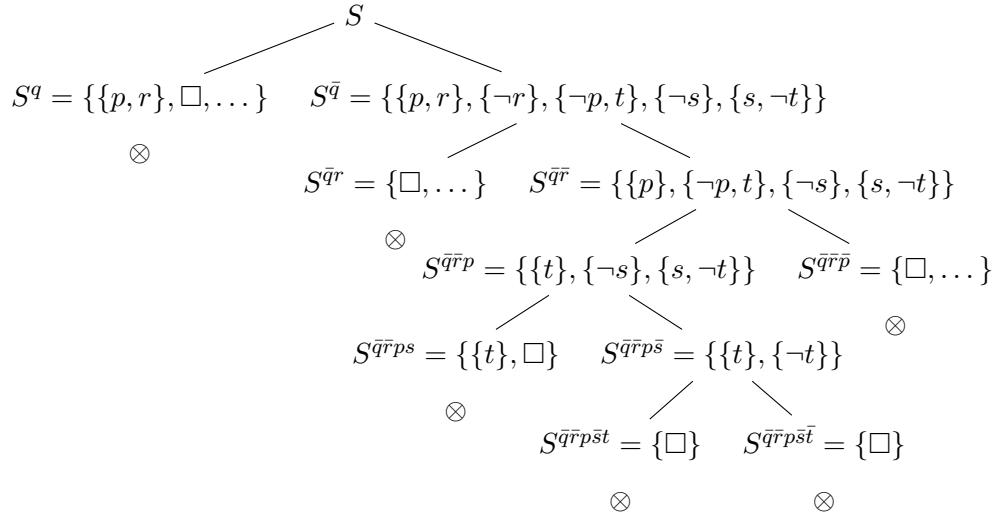 S
S^q = {{p, r}, □, …} S^q̄ = {{p, r}, {¬r}, {¬p, t}, {¬s}, {s, ¬t}}
⊗
S^q̄r = {□, …} S^q̄r̄ = {{p}, {¬p, t}, {¬s}, {s, ¬t}}
⊗
S^q̄r̄p = {{t}, {¬s}, {s, ¬t}} S^q̄r̄p̄ = {□, …}
⊗
S^q̄r̄ps = {{t}, □} S^q̄r̄ps̄ = {{t}, {¬t}}
⊗
S^q̄r̄ps̄t = {□} S^q̄r̄ps̄t̄ = {□}
⊗ ⊗